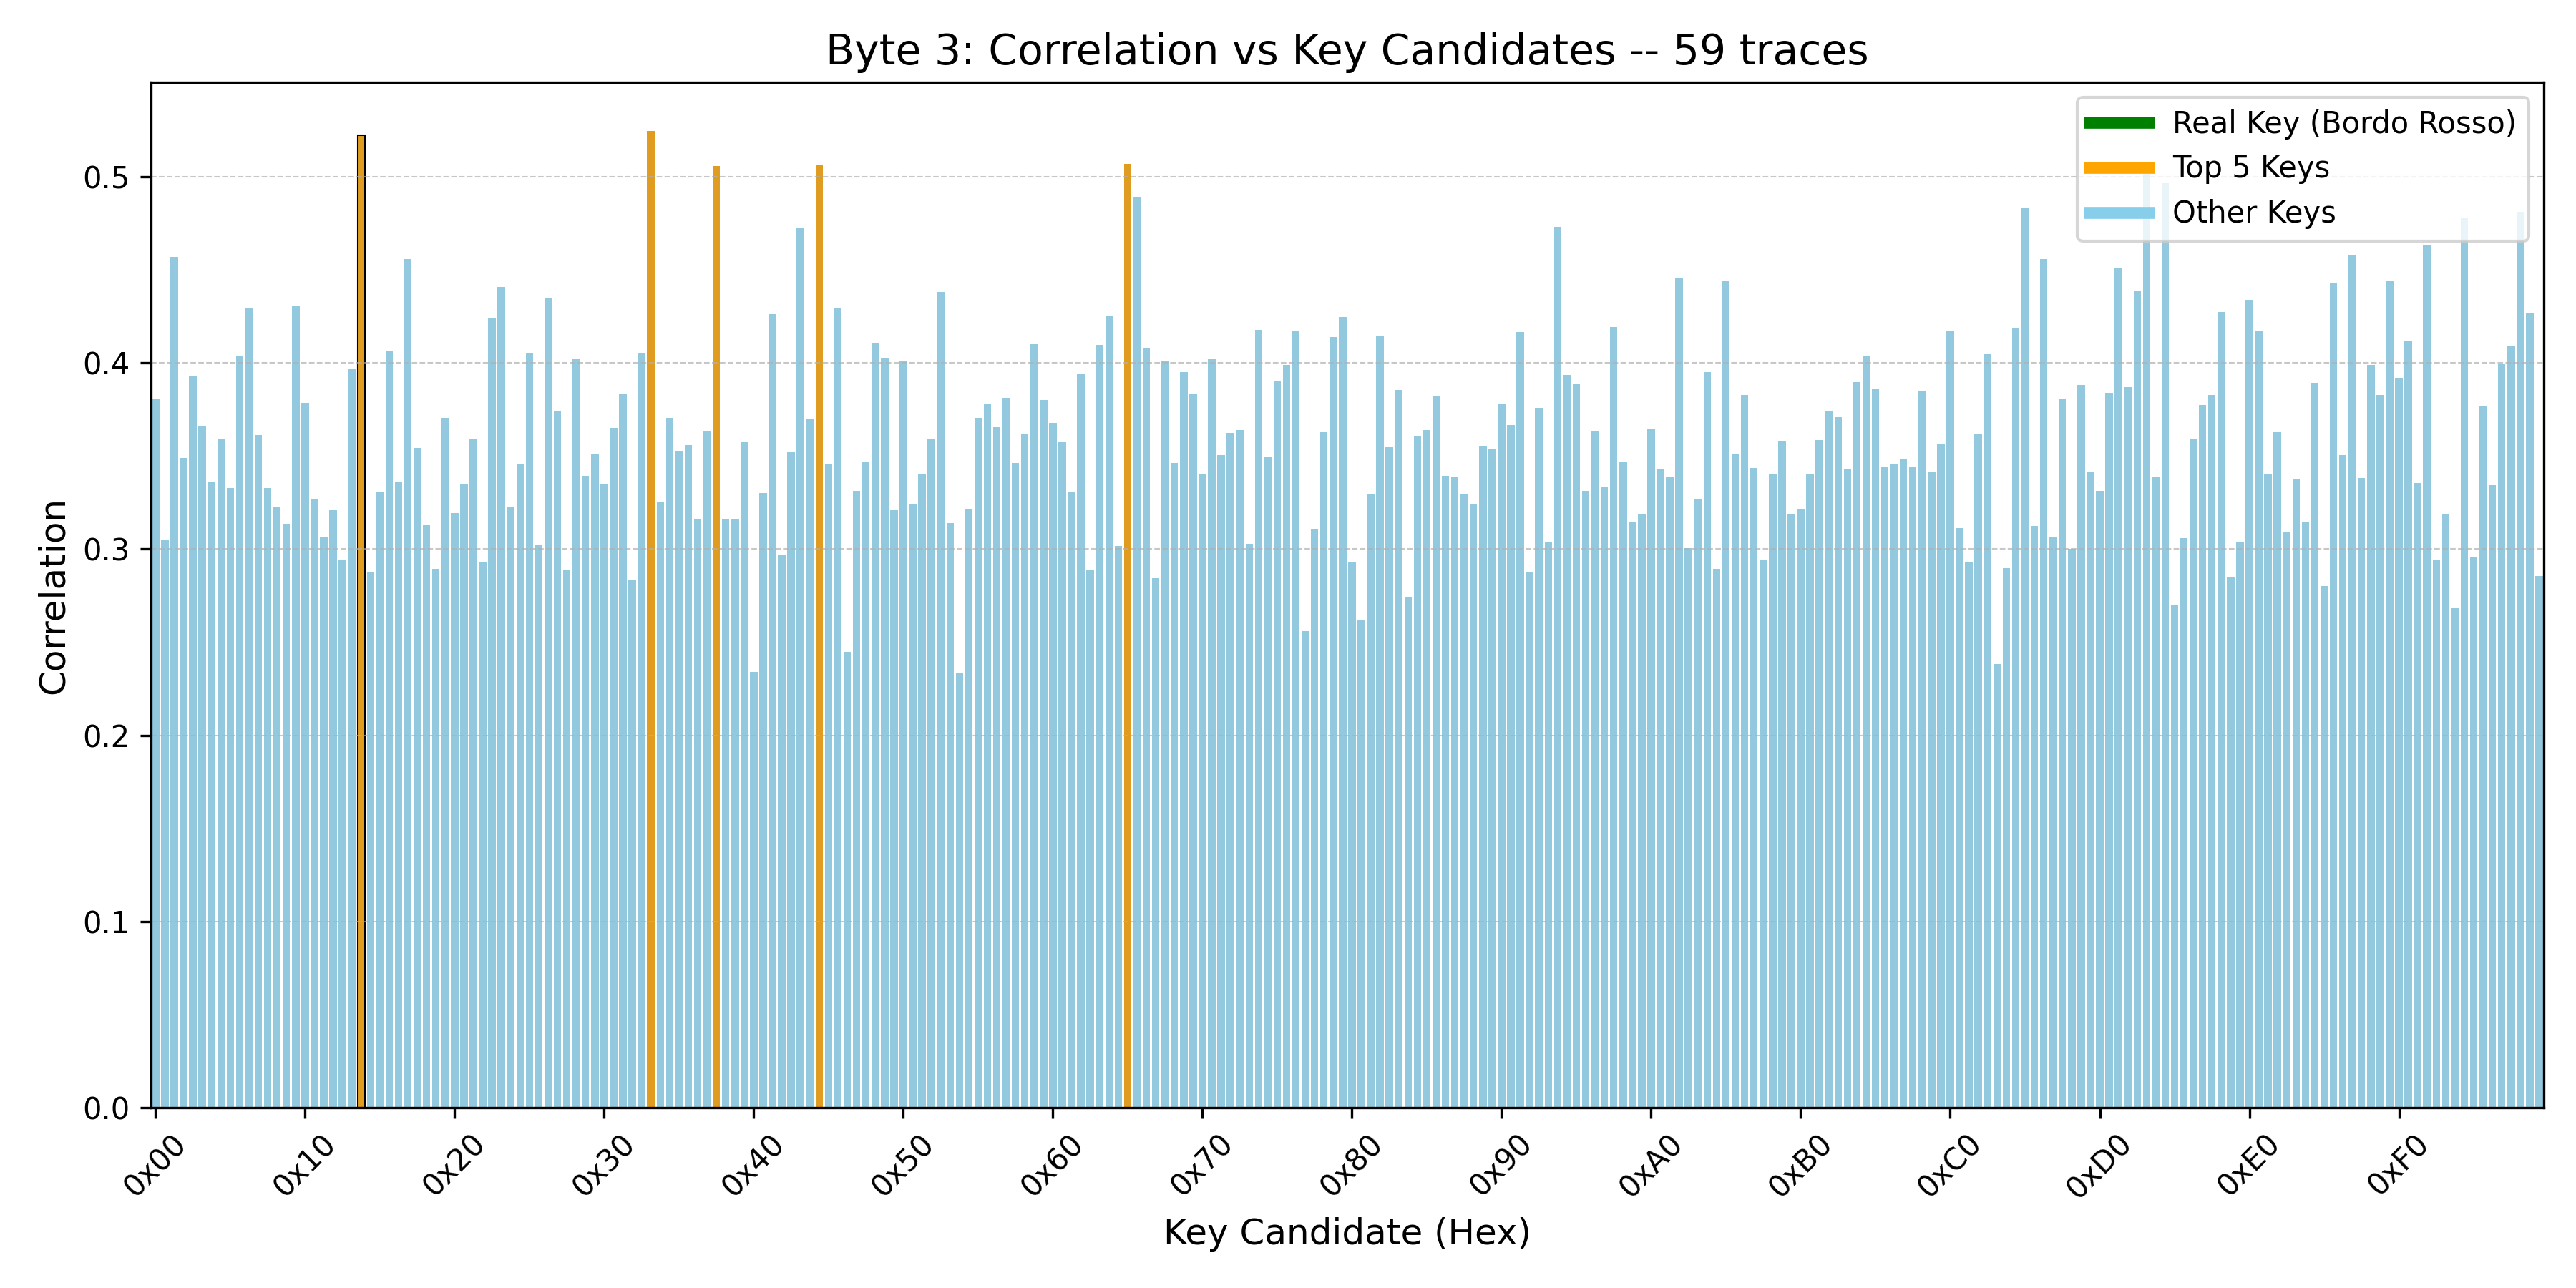 Byte 3: Correlation vs Key Candidates -- 59 traces
Real Key (Bordo Rosso)
Top 5 Keys
Other Keys
Correlation
0.5
0.4
0.3
0.2
0.1
0.0
0x00 0x10 0x20 0x30 0x40 0x50 0x60 0x70 0x80 0x90 0xA0 0xB0 0xC0 0xD0 0xE0 0xF0
Key Candidate (Hex)